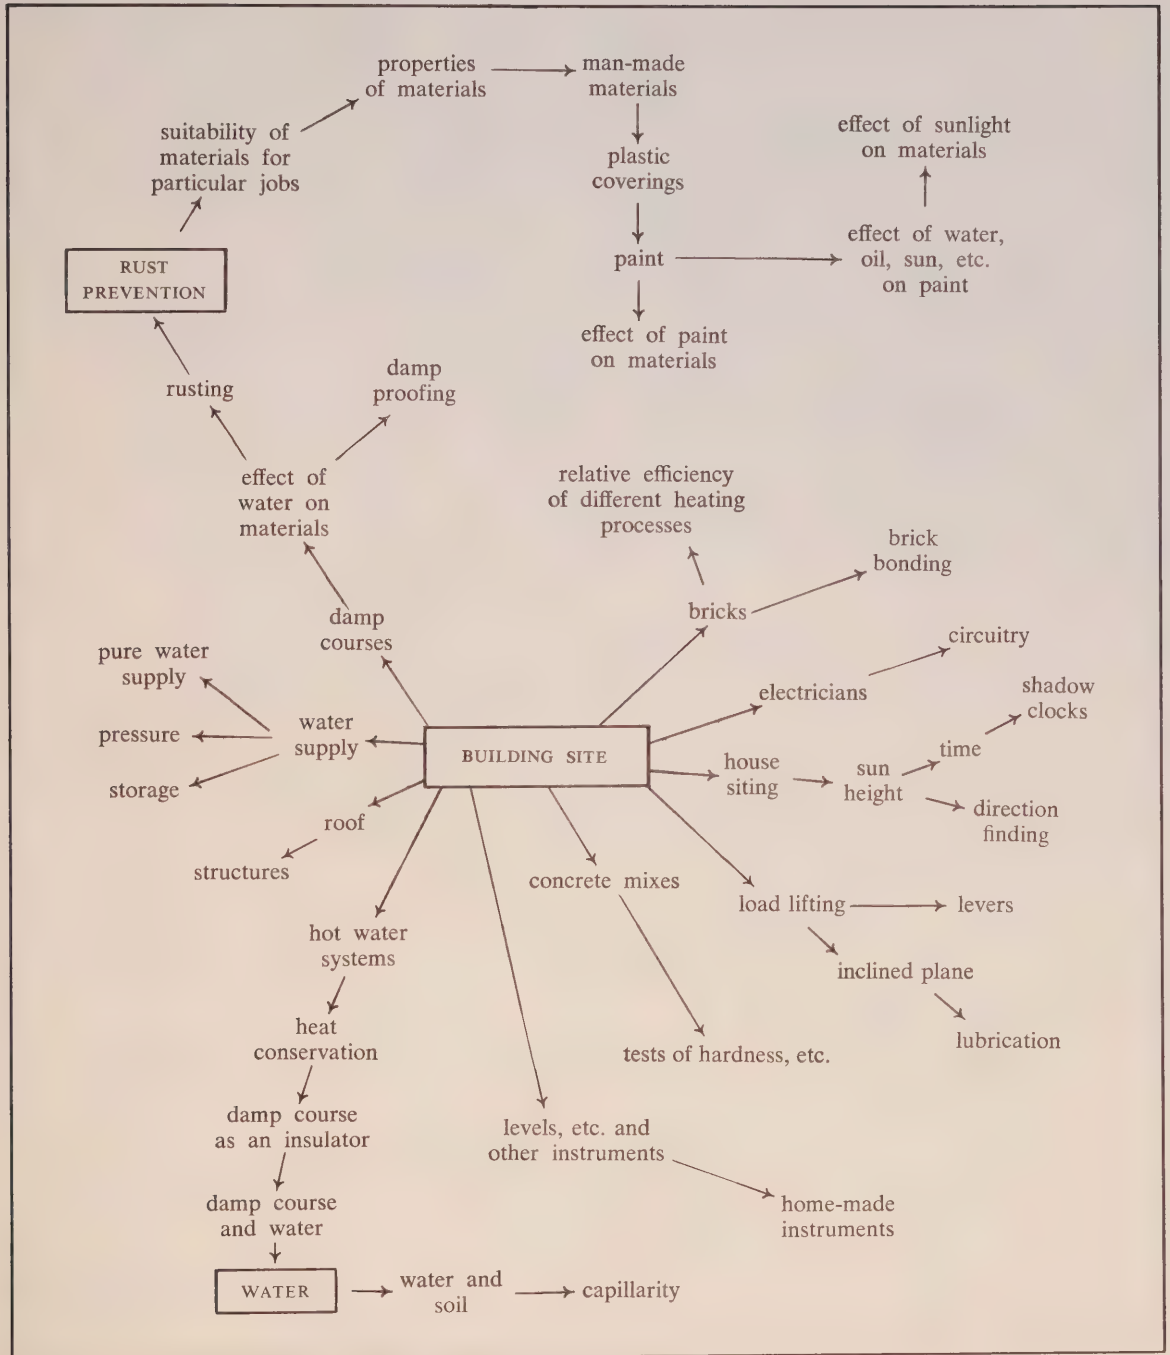 properties
of materials
man-made
materials
suitability of
materials for
particular jobs
plastic
coverings
effect of sunlight
on materials
RUST
PREVENTION
paint
effect of water,
oil, sun, etc.
on paint
effect of paint
on materials
rusting
damp
proofing
effect of
water on
materials
relative efficiency
of different heating
processes
brick
bonding
damp
courses
bricks
pure water
supply
circuitry
electricians
shadow
clocks
pressure
water
supply
BUILDING SITE
house
siting
sun
height
time
storage
direction
finding
roof
structures
concrete mixes
load lifting
levers
hot water
systems
inclined plane
heat
conservation
tests of hardness, etc.
lubrication
damp course
as an insulator
levels, etc. and
other instruments
damp course
and water
home-made
instruments
WATER
water and
soil
capillarity